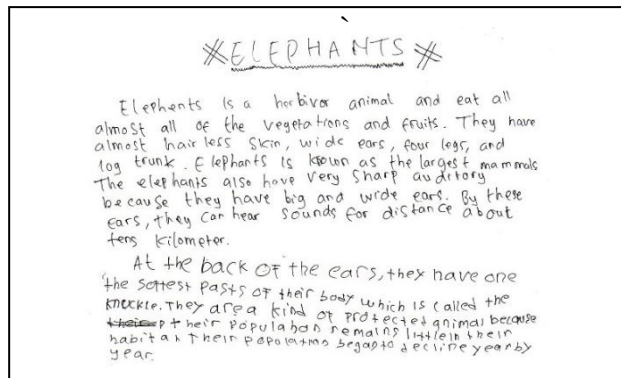 ELEPHANTS
Elephents is a herbivor animal and eat all
almost all of the vegetations and fruits. They have
almost hairless skin, wide ears, four legs, and
log trunk. Elephants is known as the largest mammals
The elephants also have very sharp auditory
because they have big and wide ears. By these
ears, they can hear sounds for distance about
tens kilometer.
At the back of the ears, they have one
the softest pasts of their body which is called the
knuckle. They are a kind of protected animal because
their population remains little in their
habitat Their population began to decline year by
year.